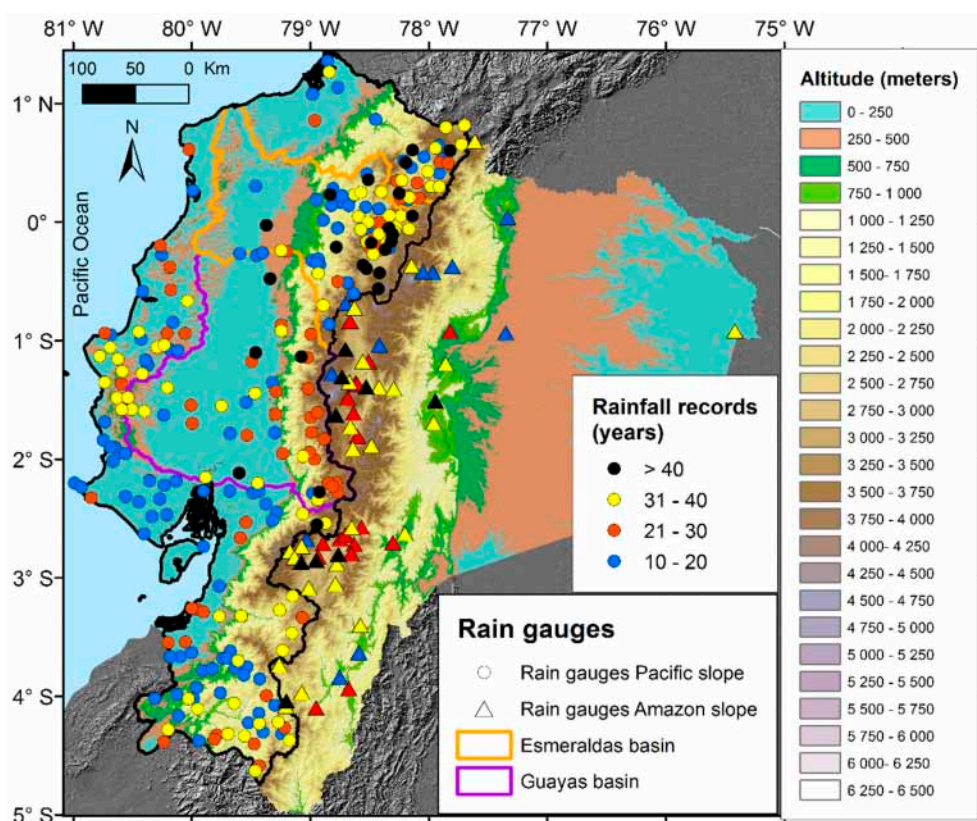 81° W
80° W
79° W
78° W
77° W
76° W
75° W
100 50 0 Km
N
Pacific Ocean
1° N
0°
1° S
2° S
3° S
4° S
5° S
Rainfall records
(years)
> 40
31 - 40
21 - 30
10 - 20
Rain gauges
Rain gauges Pacific slope
Rain gauges Amazon slope
Esmeraldas basin
Guayas basin
Altitude (meters)
0 - 250
250 - 500
500 - 750
750 - 1 000
1 000 - 1 250
1 250 - 1 500
1 500- 1 750
1 750 - 2 000
2 000 - 2 250
2 250 - 2 500
2 500 - 2 750
2 750 - 3 000
3 000 - 3 250
3 250 - 3 500
3 500 - 3 750
3 750 - 4 000
4 000- 4 250
4 250 - 4 500
4 500 - 4 750
4 750 - 5 000
5 000 - 5 250
5 250 - 5 500
5 500 - 5 750
5 750 - 6 000
6 000- 6 250
6 250 - 6 500